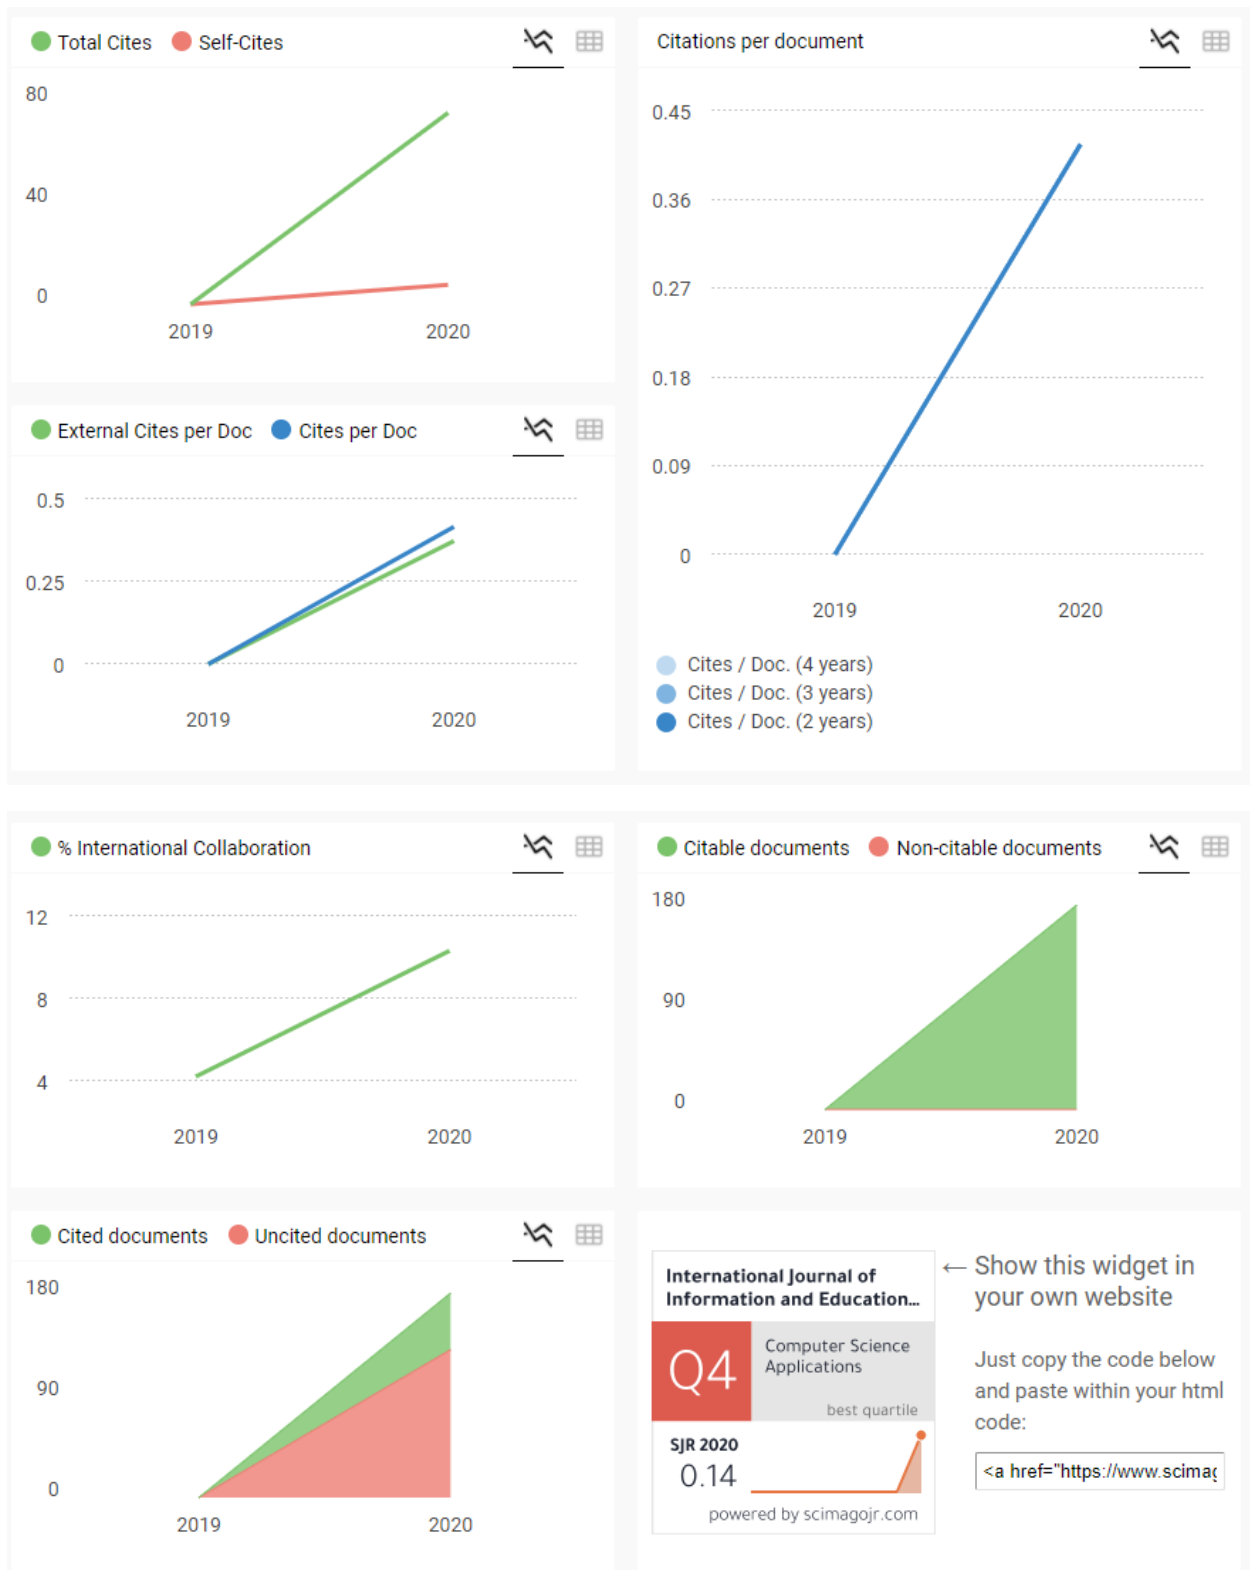 Total Cites Self-Cites
80
40
0
2019 2020
Citations per document
0.45
0.36
0.27
0.18
0.09
0
2019 2020
Cites / Doc. (4 years)
Cites / Doc. (3 years)
Cites / Doc. (2 years)
External Cites per Doc Cites per Doc
0.5
0.25
0
2019 2020
% International Collaboration
12
8
4
2019 2020
Citable documents Non-citable documents
180
90
0
2019 2020
Cited documents Uncited documents
180
90
0
2019 2020
International Journal of
Information and Education...
Q4
Computer Science
Applications
best quartile
SJR 2020
0.14
powered by scimagojr.com
← Show this widget in
your own website
Just copy the code below
and paste within your html
code:
<a href="https://www.scimag